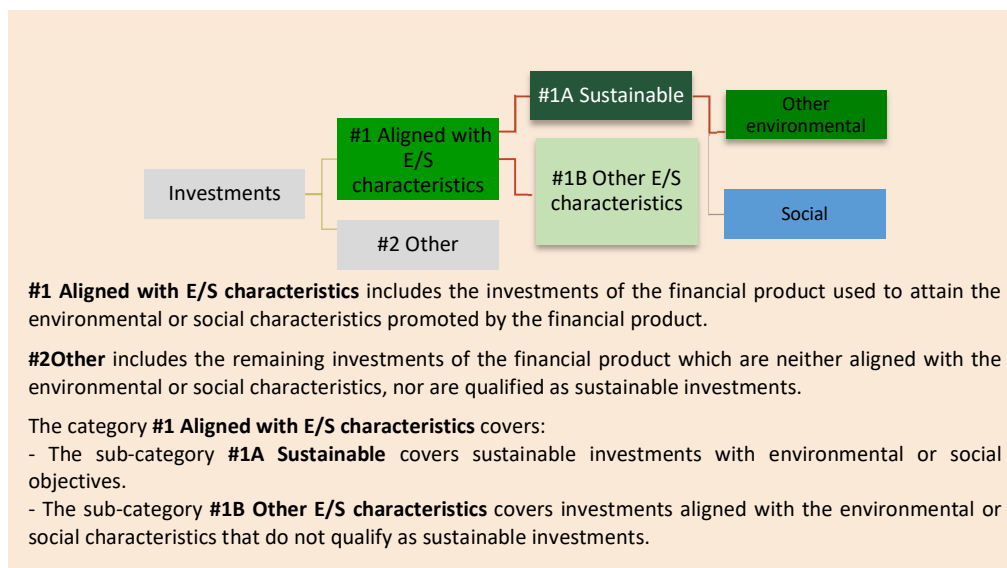 #1A Sustainable
Other
environmental
#1 Aligned with
E/S
characteristics
#1B Other E/S
characteristics
Investments
Social
#2 Other
#1 Aligned with E/S characteristics includes the investments of the financial product used to attain the
environmental or social characteristics promoted by the financial product.
#2Other includes the remaining investments of the financial product which are neither aligned with the
environmental or social characteristics, nor are qualified as sustainable investments.
The category #1 Aligned with E/S characteristics covers:
- The sub-category #1A Sustainable covers sustainable investments with environmental or social
objectives.
- The sub-category #1B Other E/S characteristics covers investments aligned with the environmental or
social characteristics that do not qualify as sustainable investments.